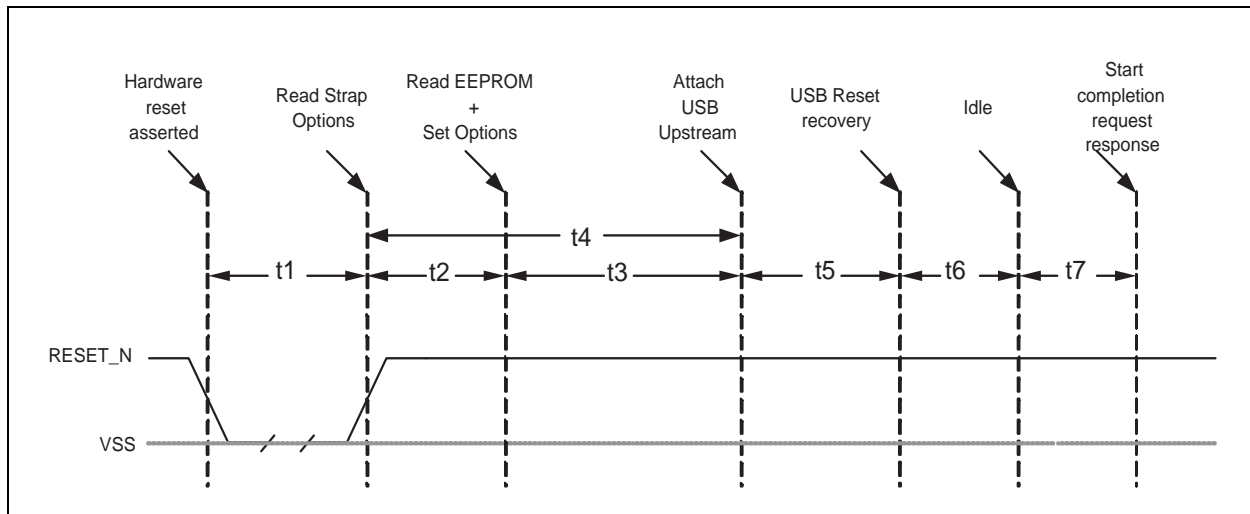 Hardware
reset
asserted
Read Strap
Options
Read EEPROM
+
Set Options
Attach
USB
Upstream
USB Reset
recovery
Idle
Start
completion
request
response
t4
t1
t2
t3
t5
t6
t7
RESET_N
VSS